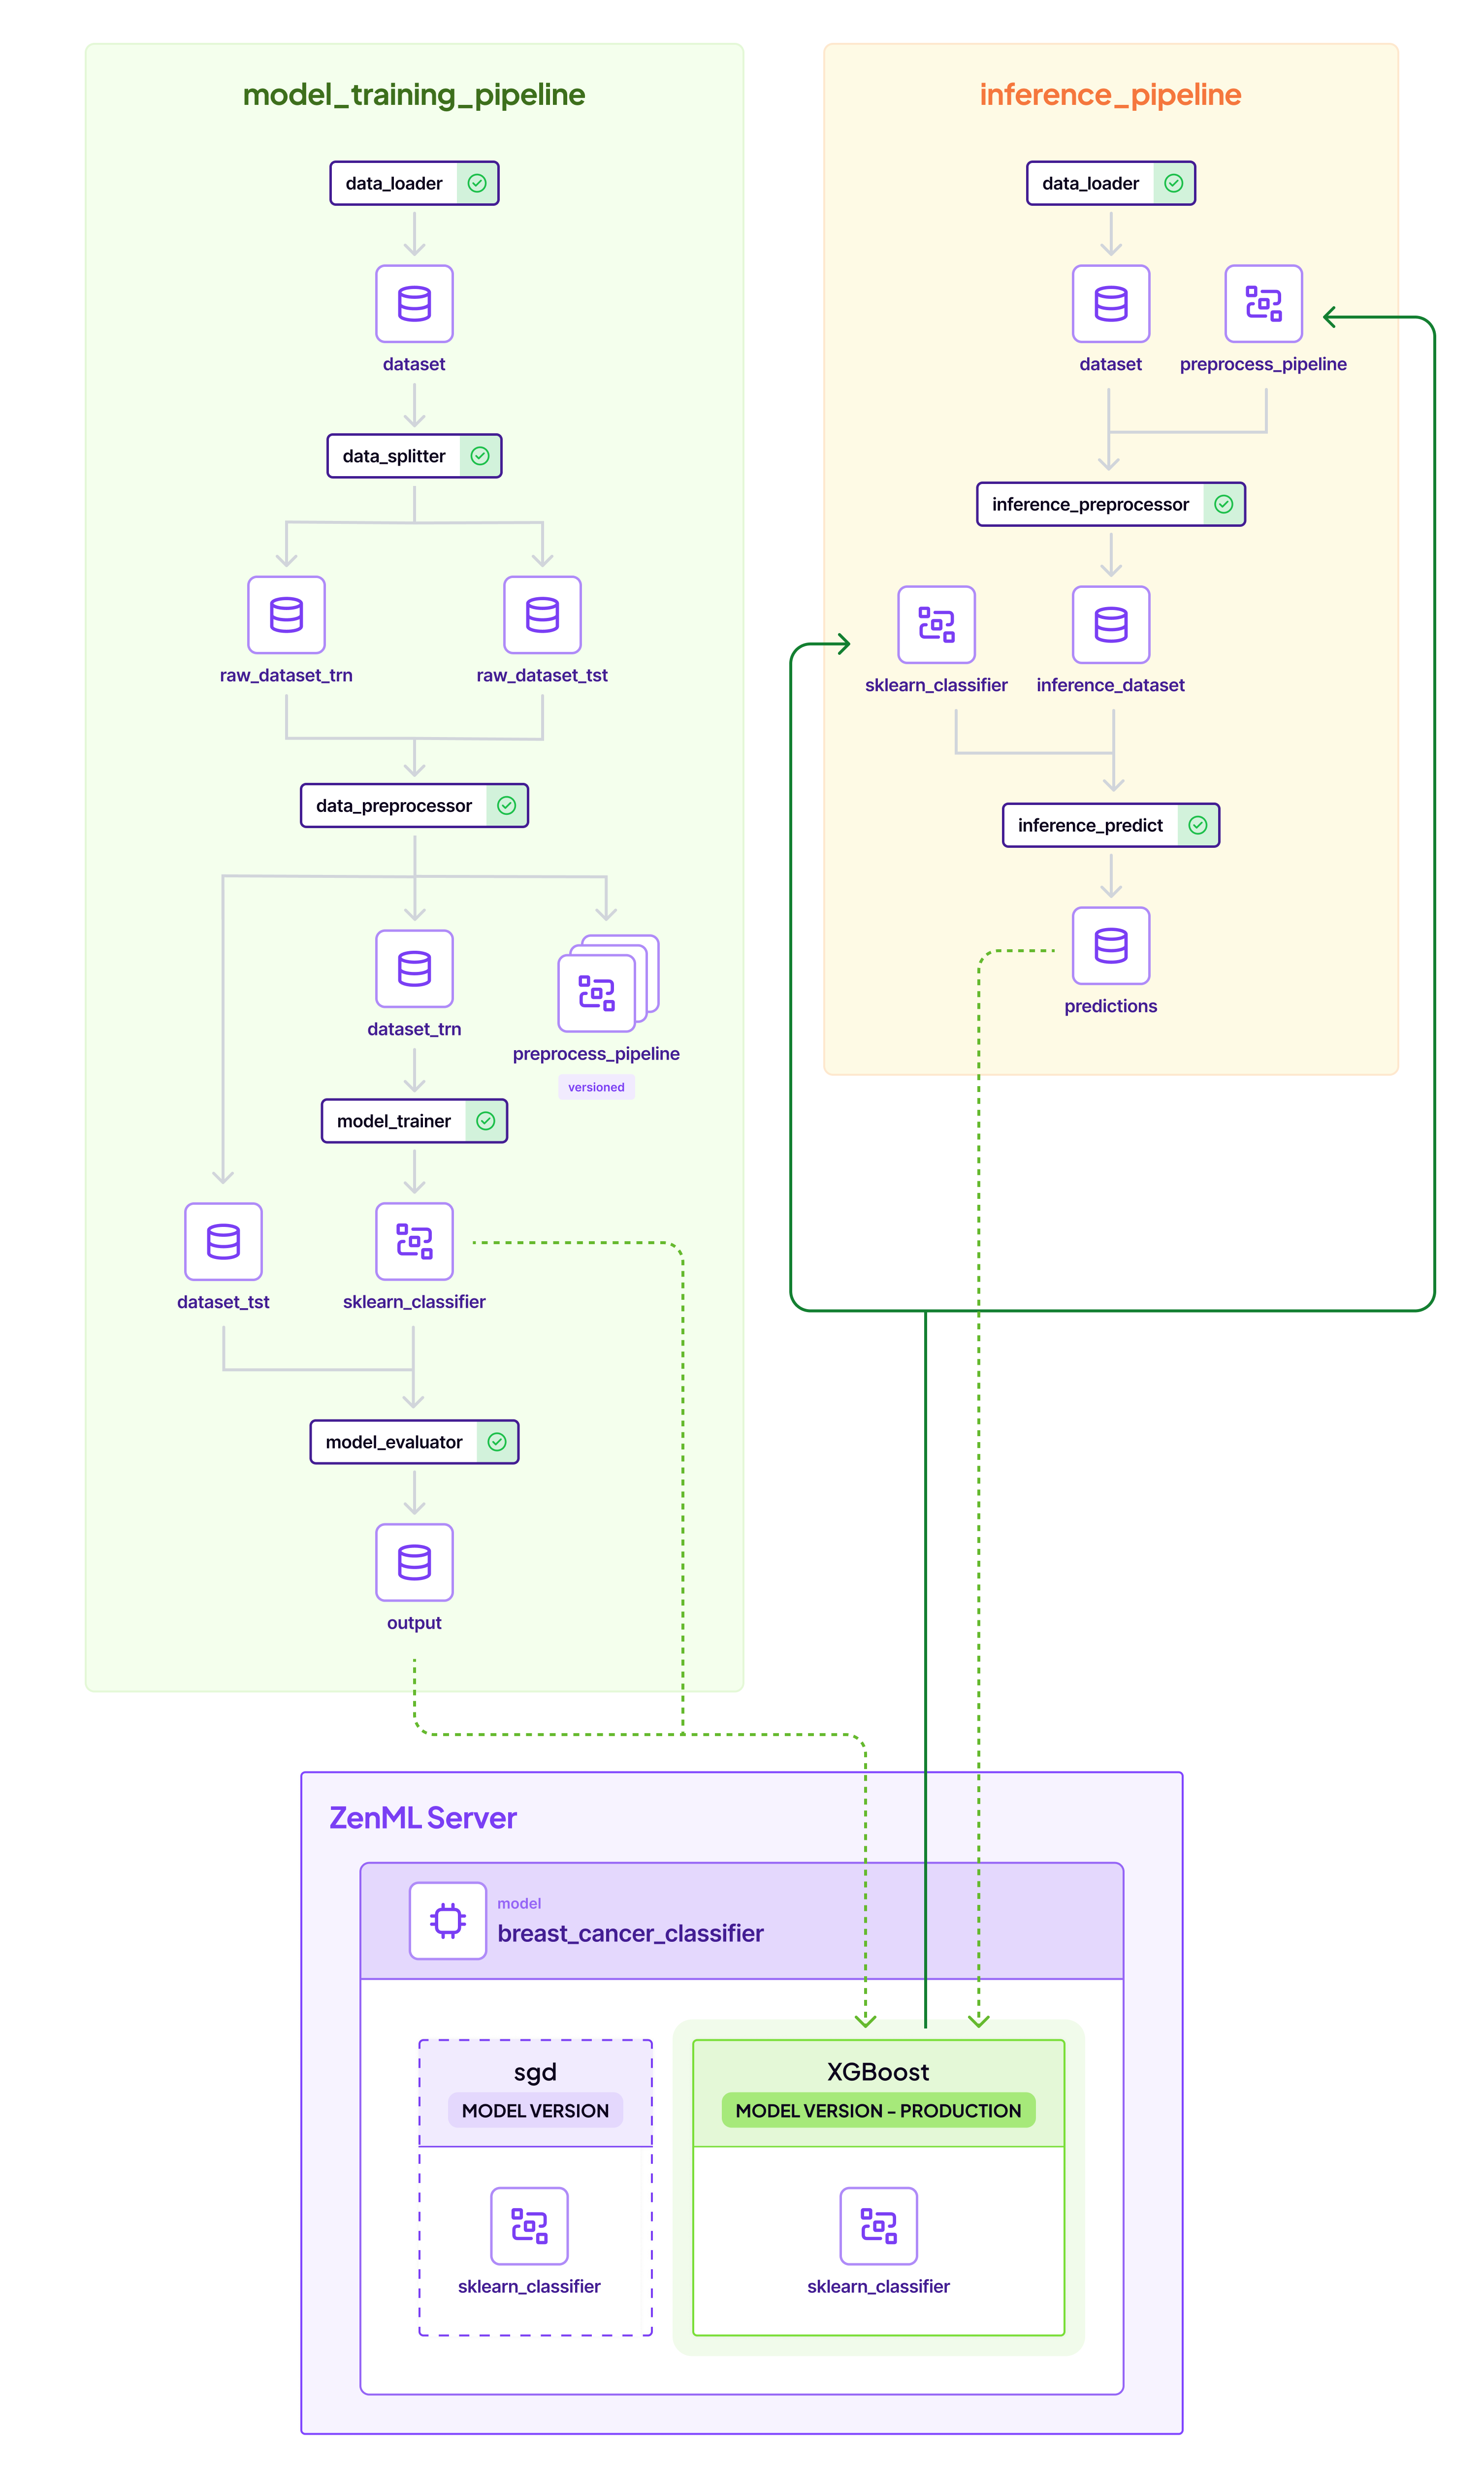 model_training_pipeline
data_loader
dataset
data_splitter
raw_dataset_trn
raw_dataset_tst
data_preprocessor
dataset_trn
preprocess_pipeline
versioned
model_trainer
dataset_tst
sklearn_classifier
model_evaluator
output
inference_pipeline
data_loader
dataset
preprocess_pipeline
inference_preprocessor
sklearn_classifier
inference_dataset
inference_predict
predictions
ZenML Server
model
breast_cancer_classifier
sgd
MODEL VERSION
sklearn_classifier
XGBoost
MODEL VERSION – PRODUCTION
sklearn_classifier